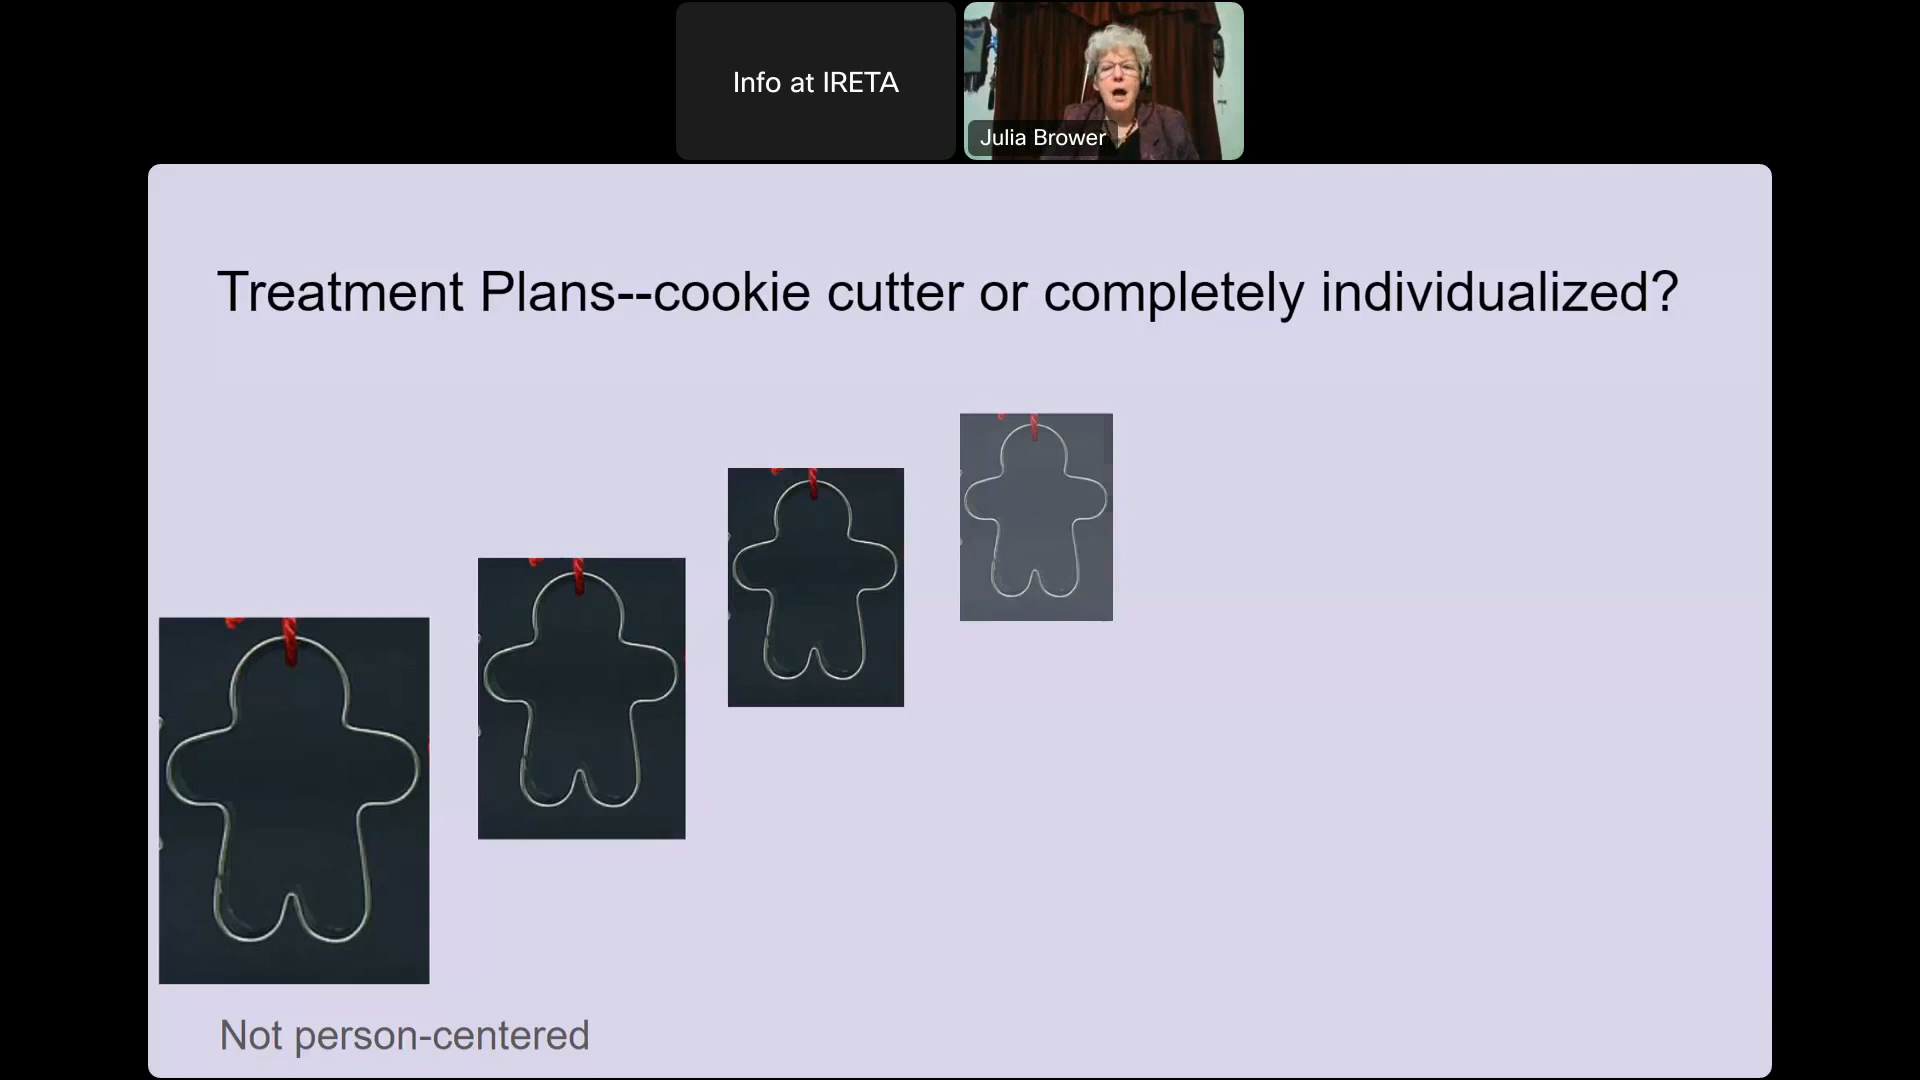 Info at IRETA
Julia Brower
Treatment Plans--cookie cutter or completely individualized?
Not person-centered